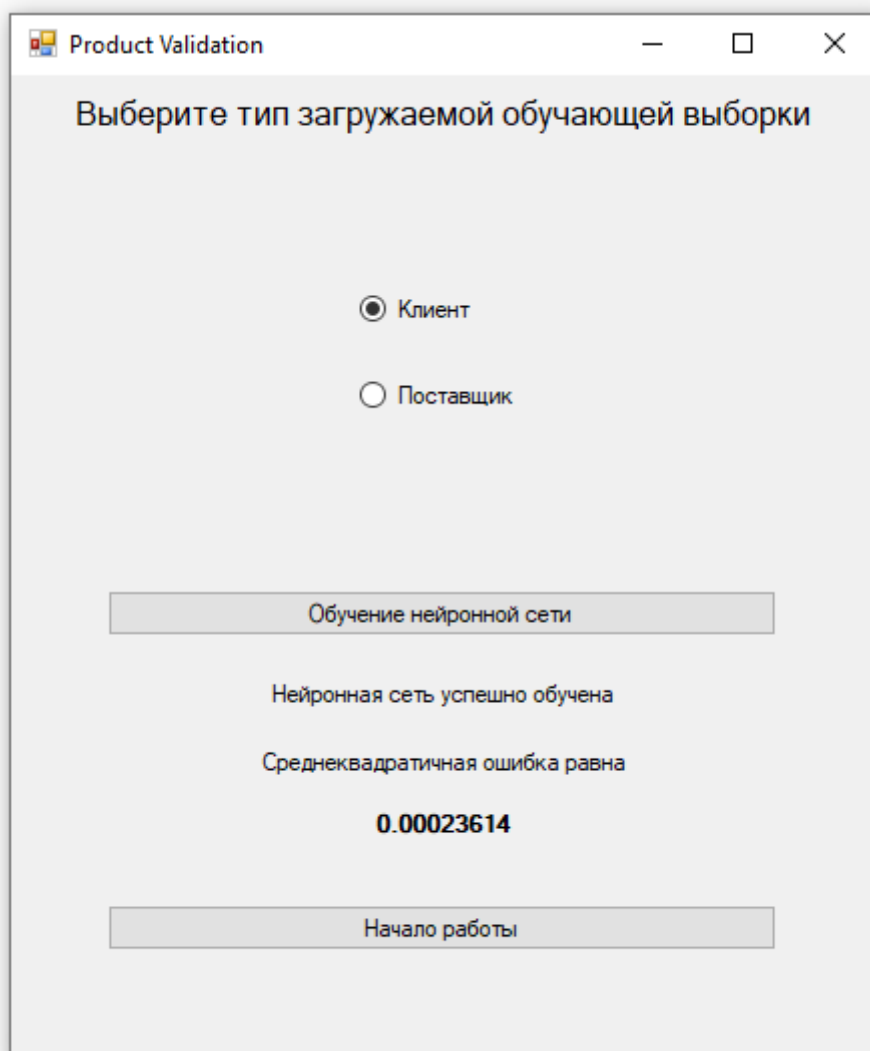 Product Validation
Выберите тип загружаемой обучающей выборки
Клиент
Поставщик
Обучение нейронной сети
Нейронная сеть успешно обучена
Среднеквадратичная ошибка равна
0.00023614
Начало работы